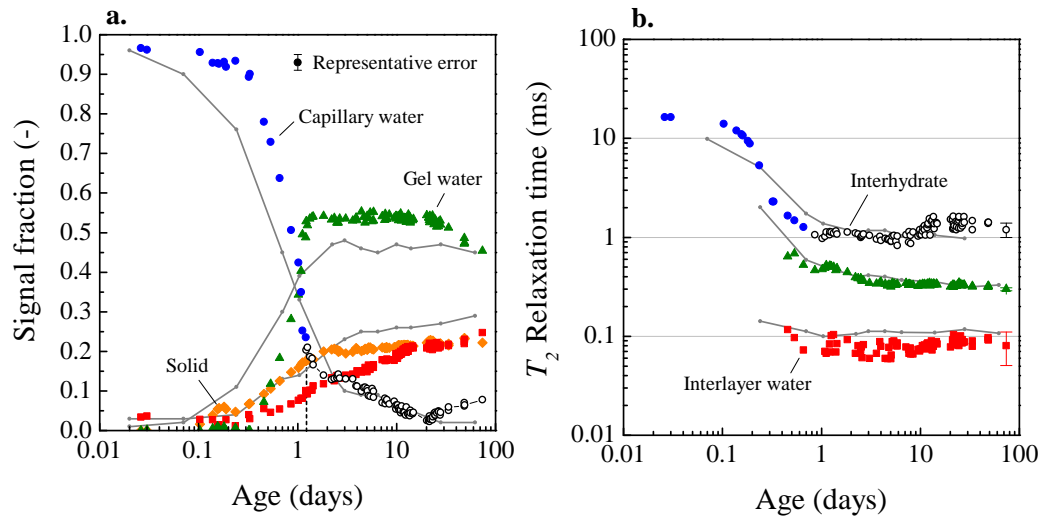 a.
1.0
0.9
0.8
0.7
0.6
0.5
0.4
0.3
0.2
0.1
0.0
Signal fraction (-)
Representative error
Capillary water
Gel water
Solid
0.01
0.1
1
10
100
Age (days)
b.
100
10
1
0.1
0.01
T2 Relaxation time (ms)
Interhydrate
Interlayer water
0.01
0.1
1
10
100
Age (days)